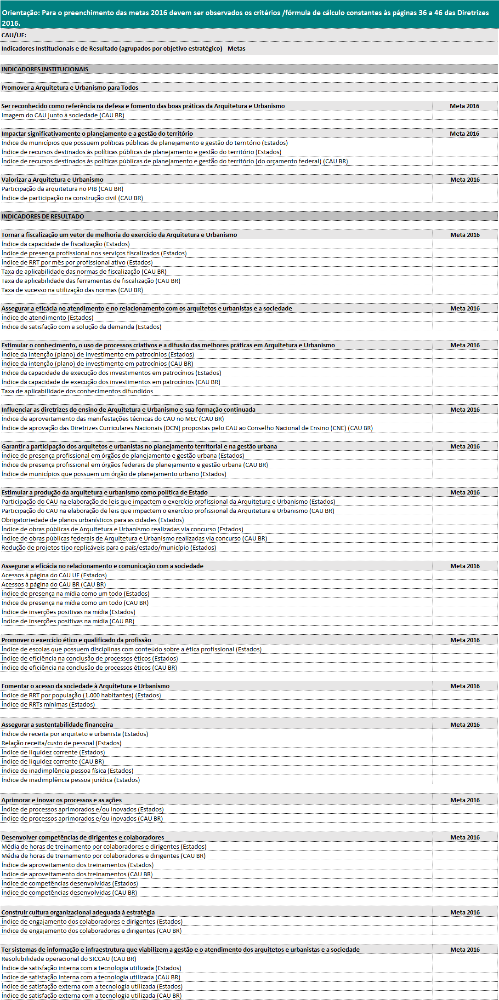 Orientação: Para o preenchimento das metas 2016 devem ser observados os critérios /fórmula de cálculo constantes às páginas 36 a 46 das Diretrizes
2016.
CAU/UF:
Indicadores Institucionais e de Resultado (agrupados por objetivo estratégico) - Metas
INDICADORES INSTITUCIONAIS
Promover a Arquitetura e Urbanismo para Todos
Ser reconhecido como referência na defesa e fomento das boas práticas da Arquitetura e Urbanismo Meta 2016
Imagem do CAU junto à sociedade (CAU BR)
Impactar significativamente o planejamento e a gestão do território Meta 2016
Índice de municípios que possuem políticas públicas de planejamento e gestão do território (Estados)
Índice de recursos destinados às políticas públicas de planejamento e gestão do território (Estados)
Índice de recursos destinados às políticas públicas de planejamento e gestão do território (do orçamento federal) (CAU BR)
Valorizar a Arquitetura e Urbanismo Meta 2016
Participação da arquitetura no PIB (CAU BR)
Índice de participação na construção civil (CAU BR)
INDICADORES DE RESULTADO
Tornar a fiscalização um vetor de melhoria do exercício da Arquitetura e Urbanismo Meta 2016
Índice da capacidade de fiscalização (Estados)
Índice de presença profissional nos serviços fiscalizados (Estados)
Índice de RRT por mês por profissional ativo (Estados)
Taxa de aplicabilidade das normas de fiscalização (CAU BR)
Taxa de aplicabilidade das ferramentas de fiscalização (CAU BR)
Taxa de sucesso na utilização das normas (CAU BR)
Assegurar a eficácia no atendimento e no relacionamento com os arquitetos e urbanistas e a sociedade Meta 2016
Índice de atendimento (Estados)
Índice de satisfação com a solução da demanda (Estados)
Estimular o conhecimento, o uso de processos criativos e a difusão das melhores práticas em Arquitetura e Urbanismo Meta 2016
Índice da intenção (plano) de investimento em patrocínios (Estados)
Índice da intenção (plano) de investimento em patrocínios (CAU BR)
Índice da capacidade de execução dos investimentos em patrocínios (Estados)
Índice da capacidade de execução dos investimentos em patrocínios (CAU BR)
Taxa de aplicabilidade dos conhecimentos difundidos
Influenciar as diretrizes do ensino de Arquitetura e Urbanismo e sua formação continuada Meta 2016
Índice de aproveitamento das manifestações técnicas do CAU no MEC (CAU BR)
Índice de aprovação das Diretrizes Curriculares Nacionais (DCN) propostas pelo CAU ao Conselho Nacional de Ensino (CNE) (CAU BR)
Garantir a participação dos arquitetos e urbanistas no planejamento territorial e na gestão urbana Meta 2016
Índice de presença profissional em órgãos de planejamento e gestão urbana (Estados)
Índice de presença profissional em órgãos federais de planejamento e gestão urbana (CAU BR)
Índice de municípios que possuem um órgão de planejamento urbano (Estados)
Estimular a produção da arquitetura e urbanismo como política de Estado Meta 2016
Participação do CAU na elaboração de leis que impactem o exercício profissional da Arquitetura e Urbanismo (Estados)
Participação do CAU na elaboração de leis que impactem o exercício profissional da Arquitetura e Urbanismo (CAU BR)
Obrigatoriedade de planos urbanísticos para as cidades (Estados)
Índice de obras públicas de Arquitetura e Urbanismo realizadas via concurso (Estados)
Índice de obras públicas federais de Arquitetura e Urbanismo realizadas via concurso (CAU BR)
Redução de projetos tipo replicáveis para o país/estado/município (Estados)
Assegurar a eficácia no relacionamento e comunicação com a sociedade Meta 2016
Acessos à página do CAU UF (Estados)
Acessos à página do CAU BR (CAU BR)
Índice de presença na mídia como um todo (Estados)
Índice de presença na mídia como um todo (CAU BR)
Índice de inserções positivas na mídia (Estados)
Índice de inserções positivas na mídia (CAU BR)
Promover o exercício ético e qualificado da profissão Meta 2016
Índice de escolas que possuem disciplinas com conteúdo sobre a ética profissional (Estados)
Índice de eficiência na conclusão de processos éticos (Estados)
Índice de eficiência na conclusão de processos éticos (CAU BR)
Fomentar o acesso da sociedade à Arquitetura e Urbanismo Meta 2016
Índice de RRT por população (1.000 habitantes) (Estados)
Índice de RRTs mínimas (Estados)
Assegurar a sustentabilidade financeira Meta 2016
Índice de receita por arquiteto e urbanista (Estados)
Relação receita/custo de pessoal (Estados)
Índice de liquidez corrente (Estados)
Índice de liquidez corrente (CAU BR)
Índice de inadimplência pessoa física (Estados)
Índice de inadimplência pessoa jurídica (Estados)
Aprimorar e inovar os processos e as ações Meta 2016
Índice de processos aprimorados e/ou inovados (Estados)
Índice de processos aprimorados e/ou inovados (CAU BR)
Desenvolver competências de dirigentes e colaboradores Meta 2016
Média de horas de treinamento por colaboradores e dirigentes (Estados)
Média de horas de treinamento por colaboradores e dirigentes (CAU BR)
Índice de aproveitamento dos treinamentos (Estados)
Índice de aproveitamento dos treinamentos (CAU BR)
Índice de competências desenvolvidas (Estados)
Índice de competências desenvolvidas (CAU BR)
Construir cultura organizacional adequada à estratégia Meta 2016
Índice de engajamento dos colaboradores e dirigentes (Estados)
Índice de engajamento dos colaboradores e dirigentes (CAU BR)
Ter sistemas de informação e infraestrutura que viabilizem a gestão e o atendimento dos arquitetos e urbanistas e a sociedade Meta 2016
Resolubilidade operacional do SICCAU (CAU BR)
Índice de satisfação interna com a tecnologia utilizada (Estados)
Índice de satisfação interna com a tecnologia utilizada (CAU BR)
Índice de satisfação externa com a tecnologia utilizada (Estados)
Índice de satisfação externa com a tecnologia utilizada (CAU BR)